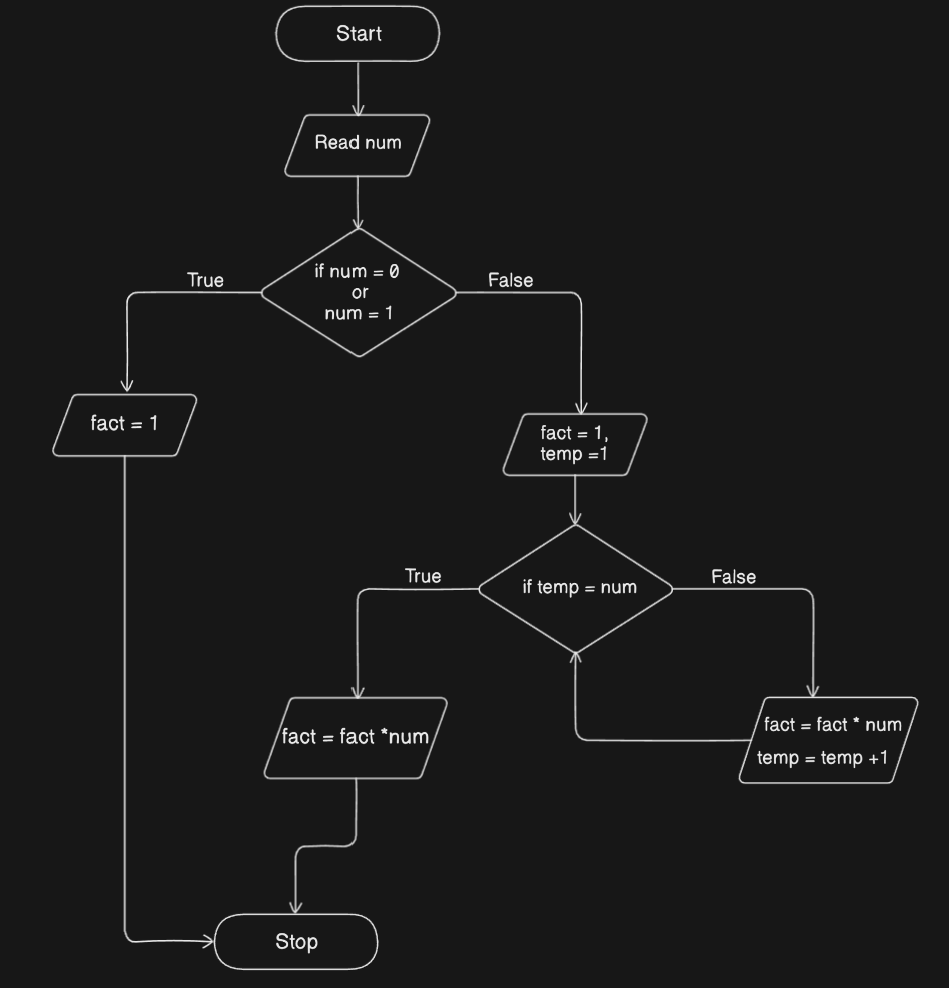 Start
Read num
if num = 0
or
num = 1
True
False
fact = 1
fact = 1,
temp =1
if temp = num
True
False
fact = fact *num
fact = fact * num
temp = temp +1
Stop